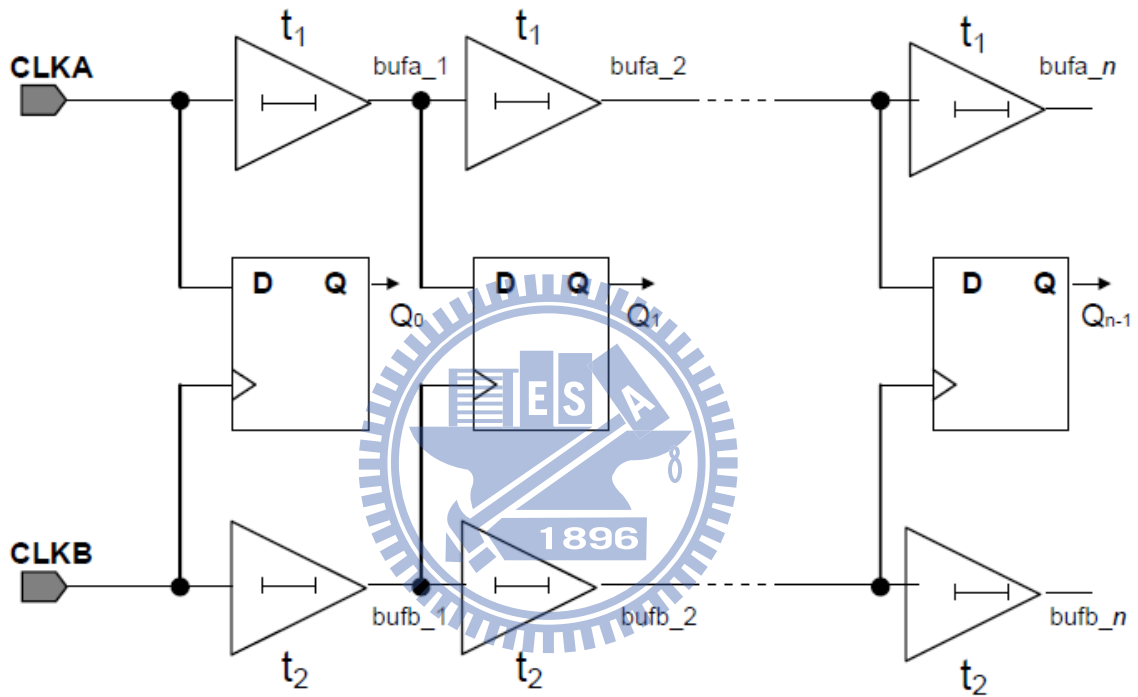 t1 t1 t1
CLKA bufa_1 bufa_2 bufa_n
D Q D Q D Q
Q0 Q1 Qn-1
E S A
8
1896
CLKB bufb_1 bufb_2 bufb_n
t2 t2 t2